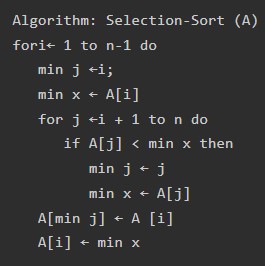 Algorithm: Selection-Sort (A)
fori← 1 to n-1 do
min j ←i;
min x ← A[i]
for j ←i + 1 to n do
if A[j] < min x then
min j ← j
min x ← A[j]
A[min j] ← A [i]
A[i] ← min x